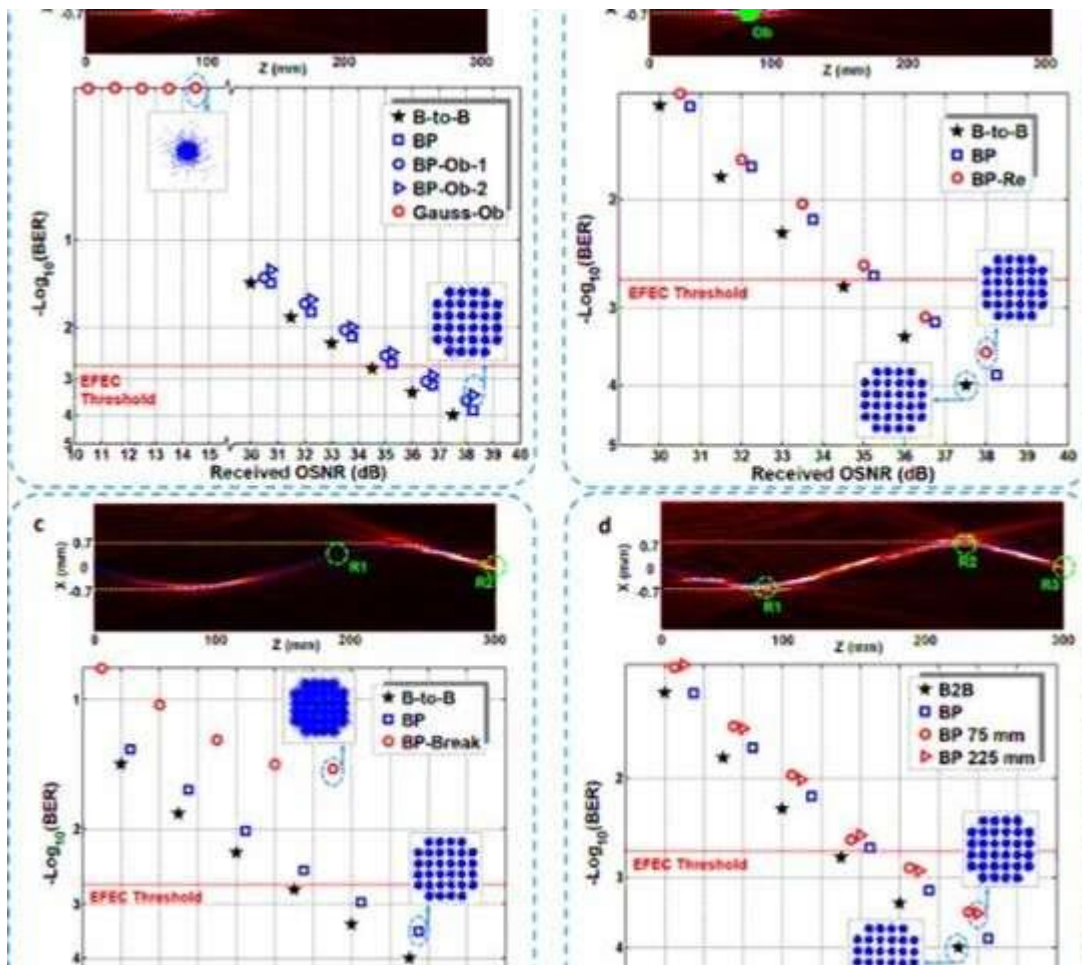 -0.7
0
100
200
300
Z (mm)
B-to-B
BP
BP-Ob-1
BP-Ob-2
Gauss-Ob
-Log10(BER)
1
2
3
4
5
EFEC
Threshold
10 11 12 13 14 15 30 31 32 33 34 35 36 37 38 39 40
Received OSNR (dB)
-0.7
Ob
0
100
200
300
Z (mm)
B-to-B
BP
BP-Re
-Log10(BER)
2
3
4
5
EFEC Threshold
30 31 32 33 34 35 36 37 38 39 40
Received OSNR (dB)
c
X (mm)
0.7
0
-0.7
R1
R2
0
100
200
300
Z (mm)
B-to-B
BP
BP-Break
-Log10(BER)
1
2
3
4
EFEC Threshold
d
X (mm)
0.7
0
-0.7
R1
R2
R3
0
100
200
300
Z (mm)
B2B
BP
BP 75 mm
BP 225 mm
-Log10(BER)
2
3
4
EFEC Threshold